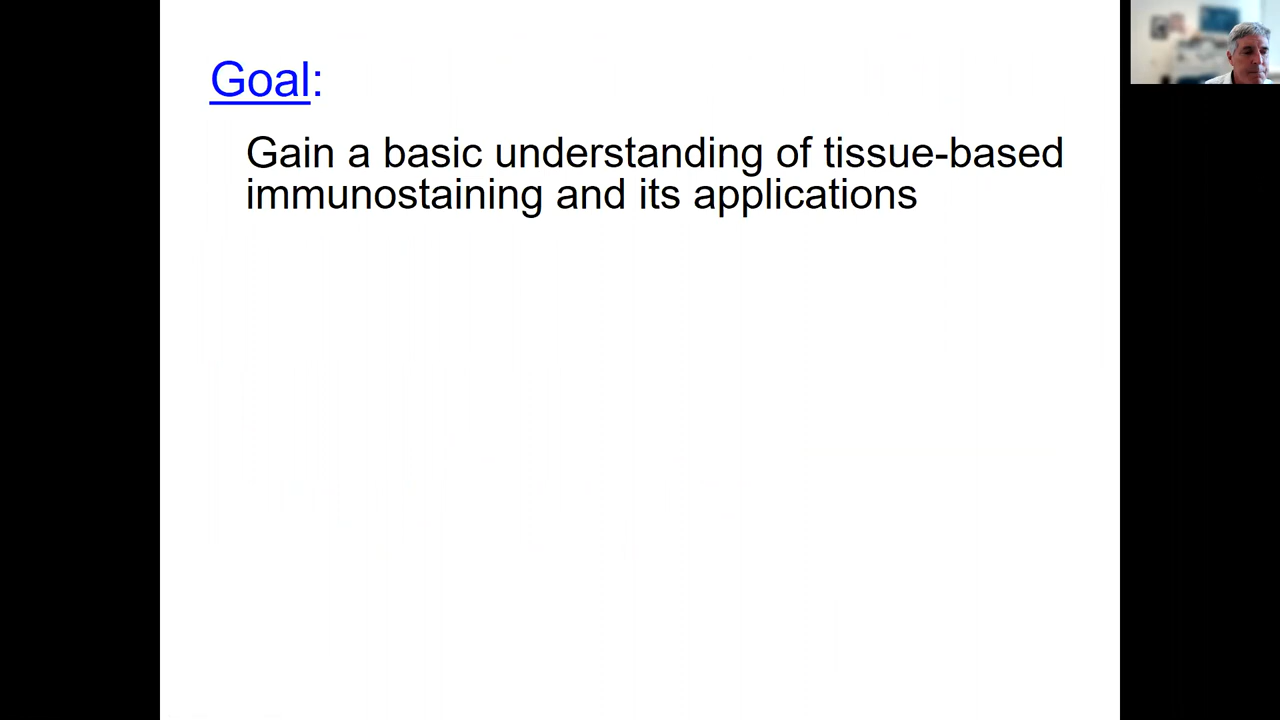 Goal:
Gain a basic understanding of tissue-based
immunostaining and its applications